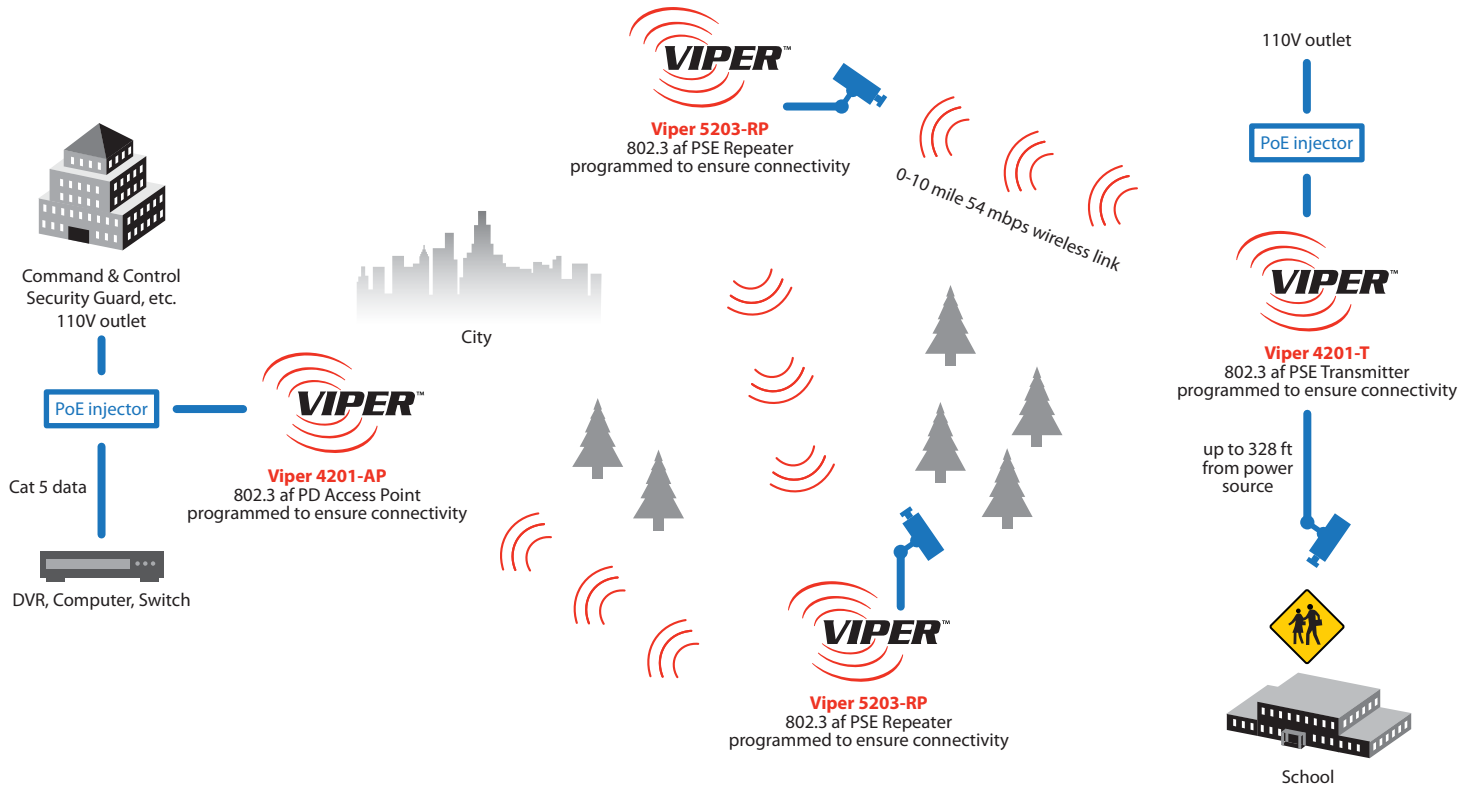 VIPER™
Viper 5203-RP
802.3 af PSE Repeater
programmed to ensure connectivity
0-10 mile 54 mbps wireless link
110V outlet
PoE injector
VIPER™
Viper 4201-T
802.3 af PSE Transmitter
programmed to ensure connectivity
up to 328 ft
from power
source
School
Command & Control
Security Guard, etc.
110V outlet
PoE injector
Cat 5 data
DVR, Computer, Switch
City
VIPER™
Viper 4201-AP
802.3 af PD Access Point
programmed to ensure connectivity
VIPER™
Viper 5203-RP
802.3 af PSE Repeater
programmed to ensure connectivity